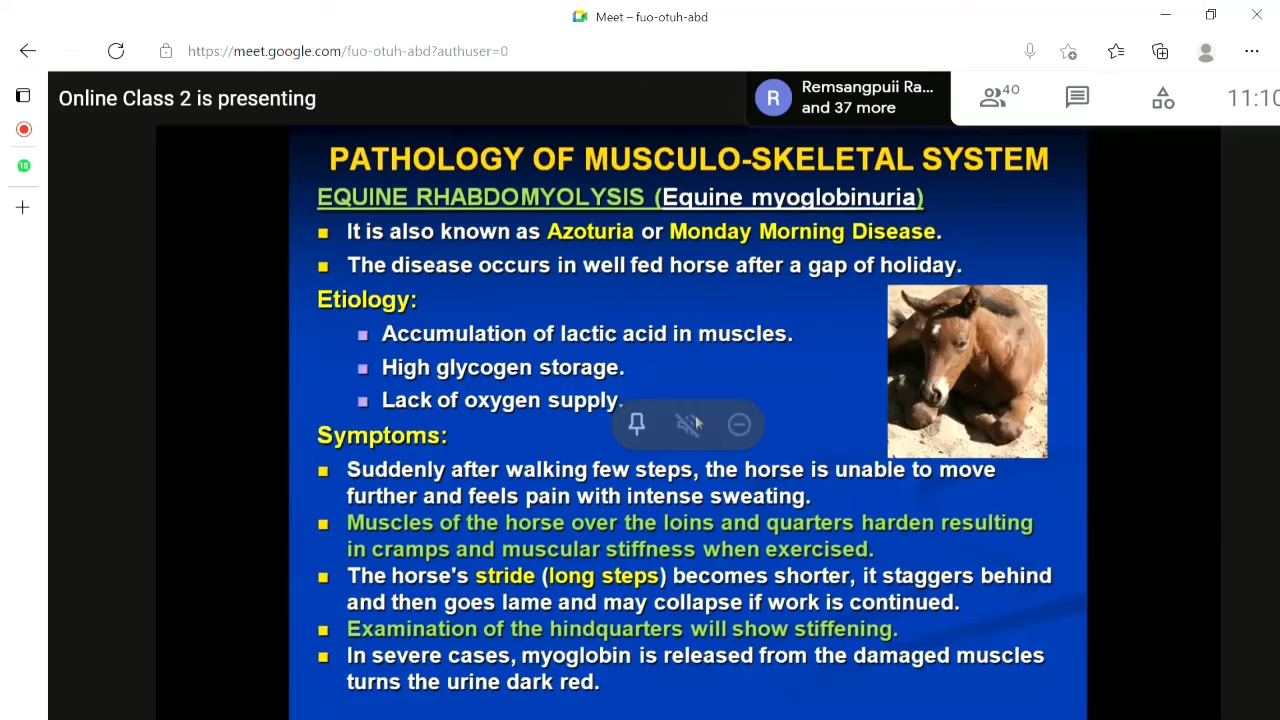 Meet – fuo-otuh-abd
https://meet.google.com/fuo-otuh-abd?authuser=0
Online Class 2 is presenting
R
Remsangpuii Ra...
and 37 more
40
11:10
10
PATHOLOGY OF MUSCULO-SKELETAL SYSTEM
EQUINE RHABDOMYOLYSIS (Equine myoglobinuria)
It is also known as Azoturia or Monday Morning Disease.
The disease occurs in well fed horse after a gap of holiday.
Etiology:
Accumulation of lactic acid in muscles.
High glycogen storage.
Lack of oxygen supply.
Symptoms:
Suddenly after walking few steps, the horse is unable to move
further and feels pain with intense sweating.
Muscles of the horse over the loins and quarters harden resulting
in cramps and muscular stiffness when exercised.
The horse's stride (long steps) becomes shorter, it staggers behind
and then goes lame and may collapse if work is continued.
Examination of the hindquarters will show stiffening.
In severe cases, myoglobin is released from the damaged muscles
turns the urine dark red.